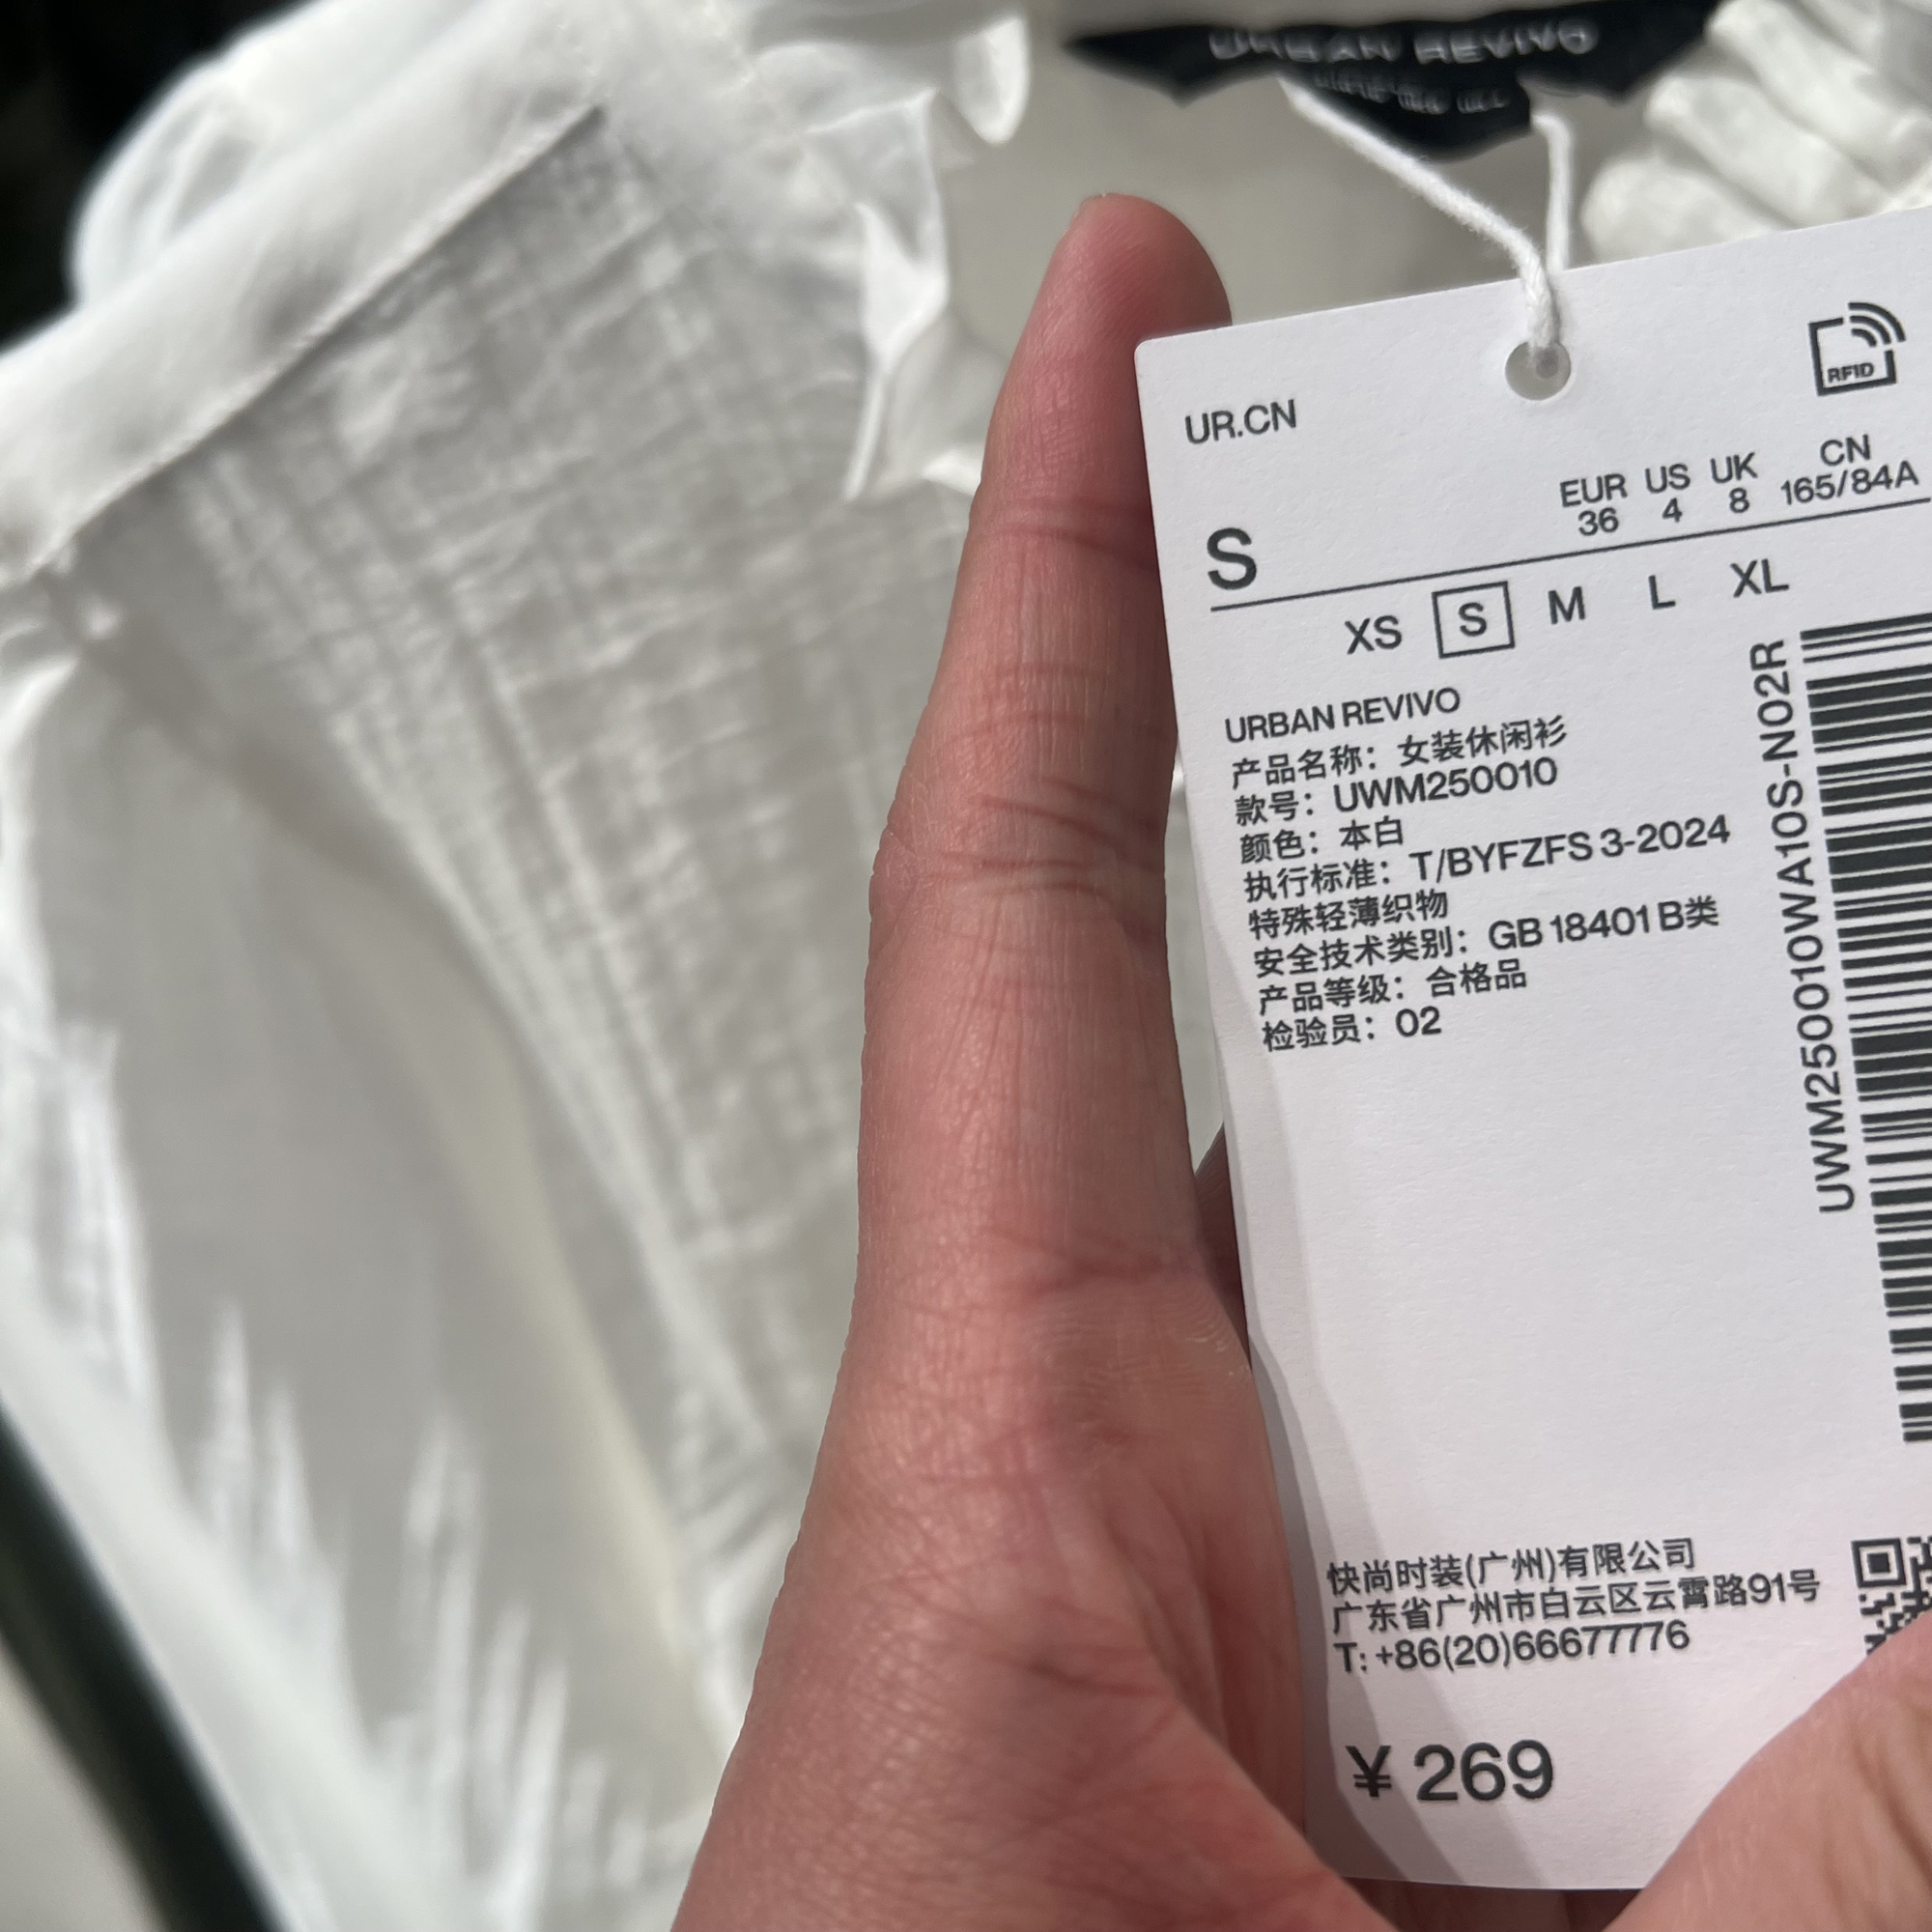 URBAN REVIVO
UR.CN
RFID
EUR US UK CN
36 4 8 165/84A
S
XS S M L XL
URBAN REVIVO
产品名称：女装休闲衫
款号：UWM250010
颜色：本白
执行标准：T/BYFZFS 3-2024
特殊轻薄织物
安全技术类别：GB 18401 B类
产品等级：合格品
检验员：02
UWM250010WA10S-N02R
快尚时装(广州)有限公司
广东省广州市白云区云霄路91号
T: +86(20)66677776
¥ 269